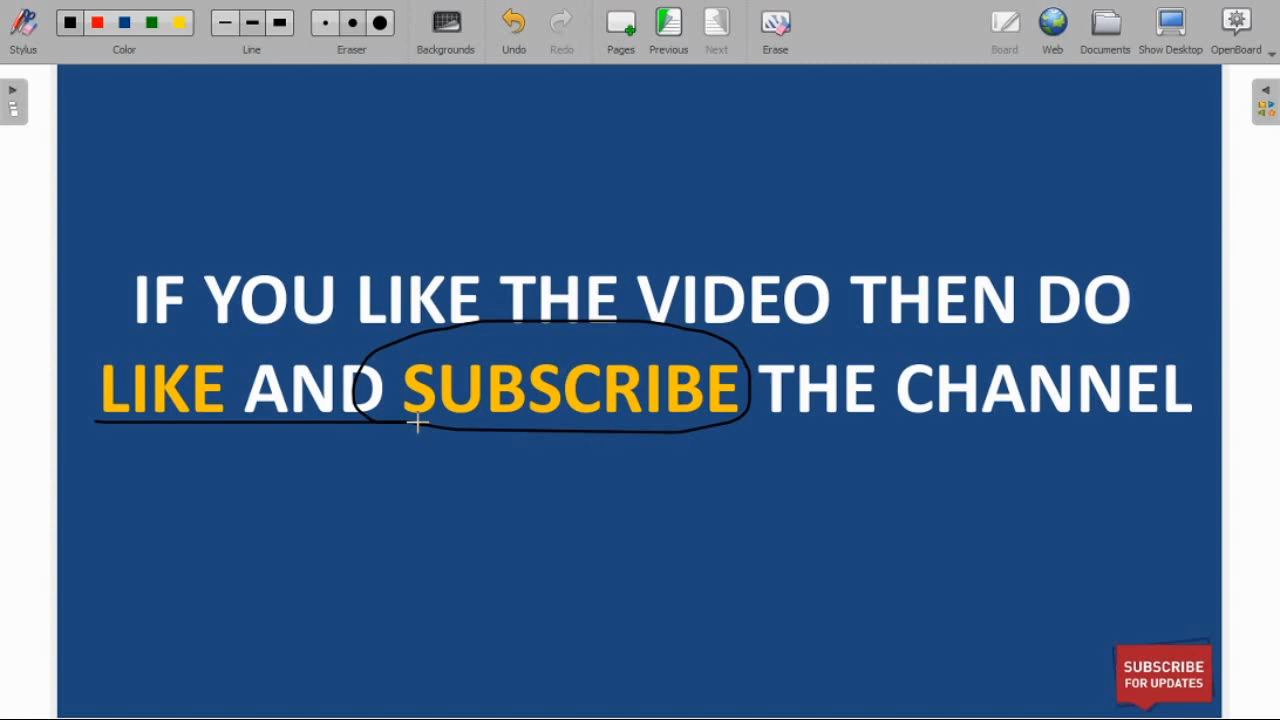 Stylus
Color
Line
Eraser
Backgrounds
Undo
Redo
Pages
Previous
Next
Erase
Board
Web
Documents
Show Desktop
OpenBoard
IF YOU LIKE THE VIDEO THEN DO
LIKE AND SUBSCRIBE THE CHANNEL
SUBSCRIBE
FOR UPDATES